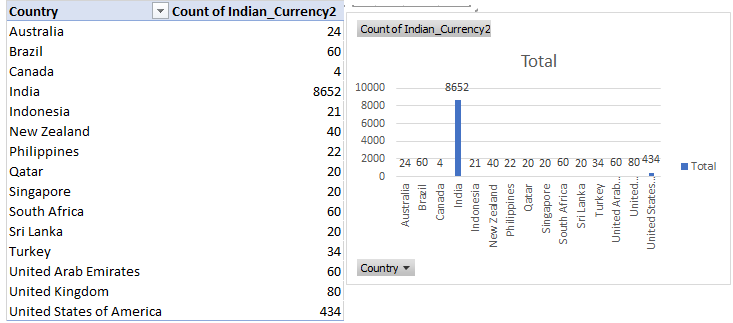 Country Count of Indian_Currency2
Australia 24
Brazil 60
Canada 4
India 8652
Indonesia 21
New Zealand 40
Philippines 22
Qatar 20
Singapore 20
South Africa 60
Sri Lanka 20
Turkey 34
United Arab Emirates 60
United Kingdom 80
United States of America 434
Count of Indian_Currency2
Total
10000
8000
6000
4000
2000
0
24 60 4 8652 21 40 22 20 20 60 20 34 60 80 434
Australia
Brazil
Canada
India
Indonesia
New Zealand
Philippines
Qatar
Singapore
South Africa
Sri Lanka
Turkey
United Arab...
United...
United States...
Total
Country